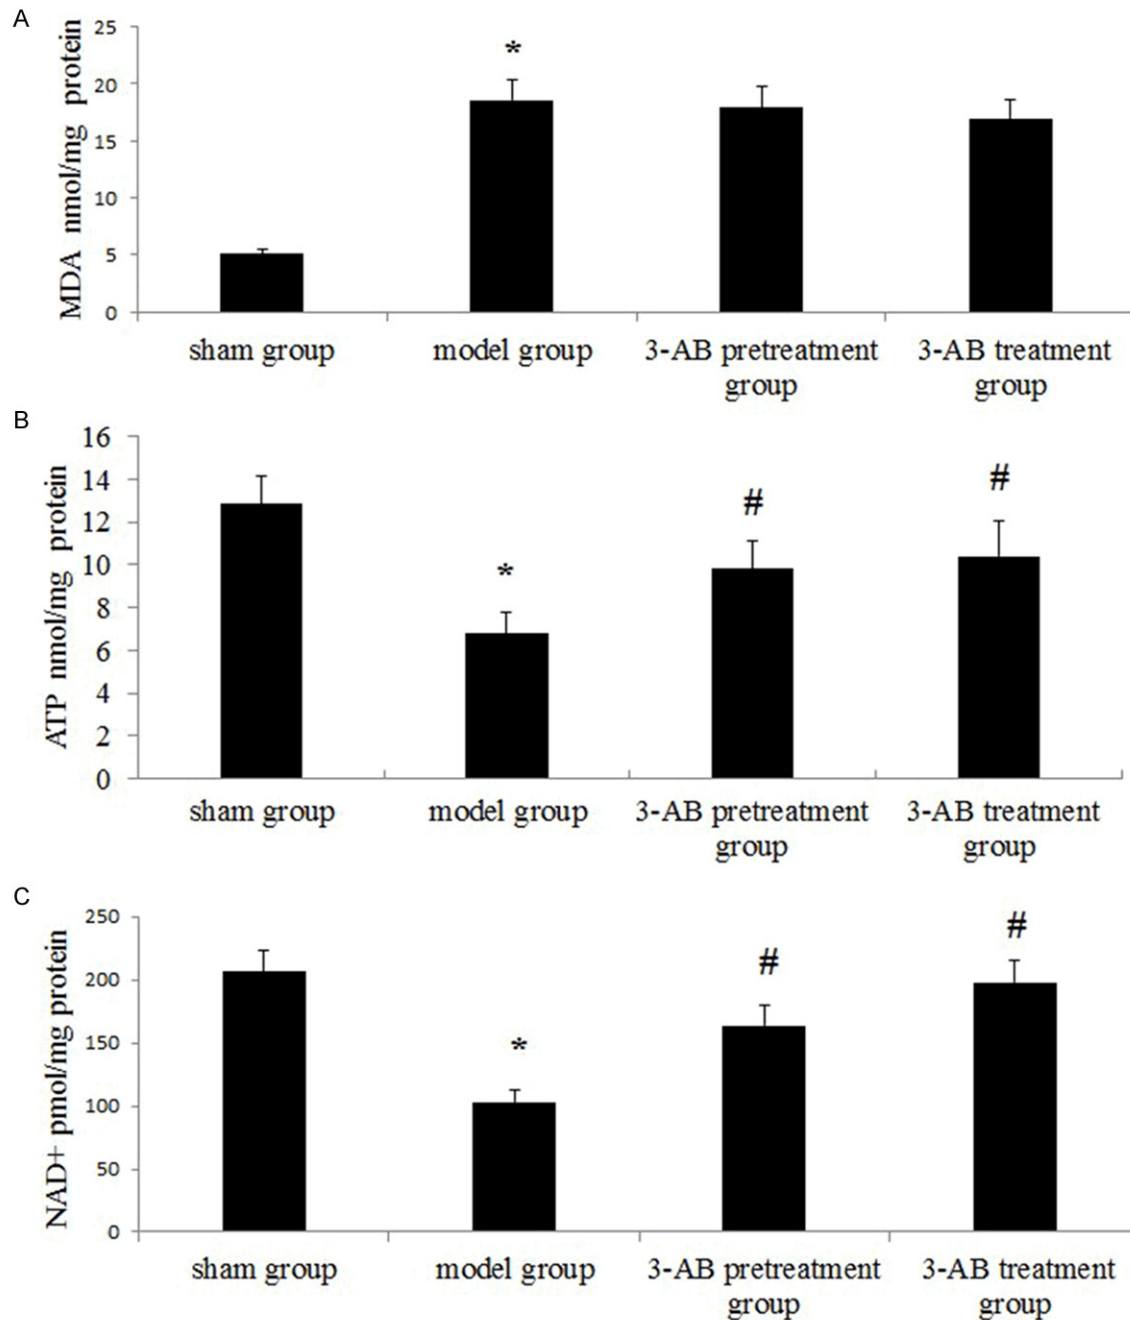 A
MDA nmol/mg protein
25
20
15
10
5
0
*
sham group
model group
3-AB pretreatment
group
3-AB treatment
group
B
ATP nmol/mg protein
16
14
12
10
8
6
4
2
0
*
#
#
sham group
model group
3-AB pretreatment
group
3-AB treatment
group
C
NAD+ pmol/mg protein
250
200
150
100
50
0
*
#
#
sham group
model group
3-AB pretreatment
group
3-AB treatment
group